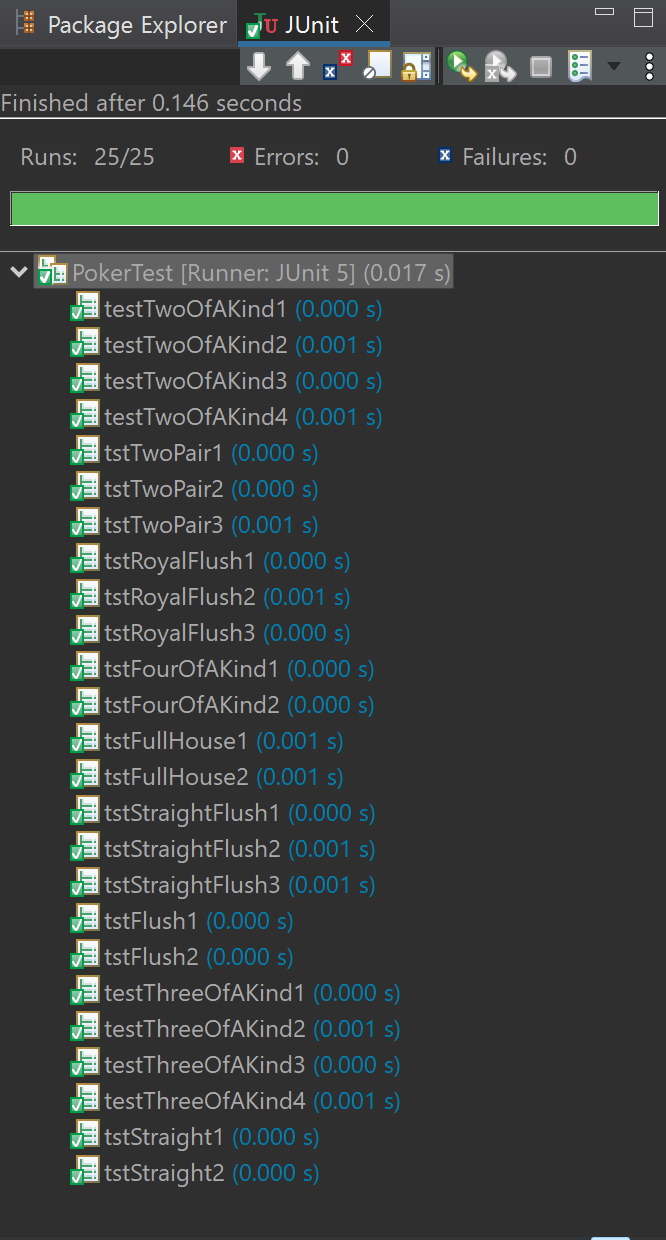 Package Explorer JUnit
Finished after 0.146 seconds
Runs: 25/25 Errors: 0 Failures: 0
PokerTest [Runner: JUnit 5] (0.017 s)
testTwoOfAKind1 (0.000 s)
testTwoOfAKind2 (0.001 s)
testTwoOfAKind3 (0.000 s)
testTwoOfAKind4 (0.001 s)
tstTwoPair1 (0.000 s)
tstTwoPair2 (0.000 s)
tstTwoPair3 (0.001 s)
tstRoyalFlush1 (0.000 s)
tstRoyalFlush2 (0.001 s)
tstRoyalFlush3 (0.000 s)
tstFourOfAKind1 (0.000 s)
tstFourOfAKind2 (0.000 s)
tstFullHouse1 (0.001 s)
tstFullHouse2 (0.001 s)
tstStraightFlush1 (0.000 s)
tstStraightFlush2 (0.001 s)
tstStraightFlush3 (0.001 s)
tstFlush1 (0.000 s)
tstFlush2 (0.000 s)
testThreeOfAKind1 (0.000 s)
testThreeOfAKind2 (0.001 s)
testThreeOfAKind3 (0.000 s)
testThreeOfAKind4 (0.001 s)
tstStraight1 (0.000 s)
tstStraight2 (0.000 s)